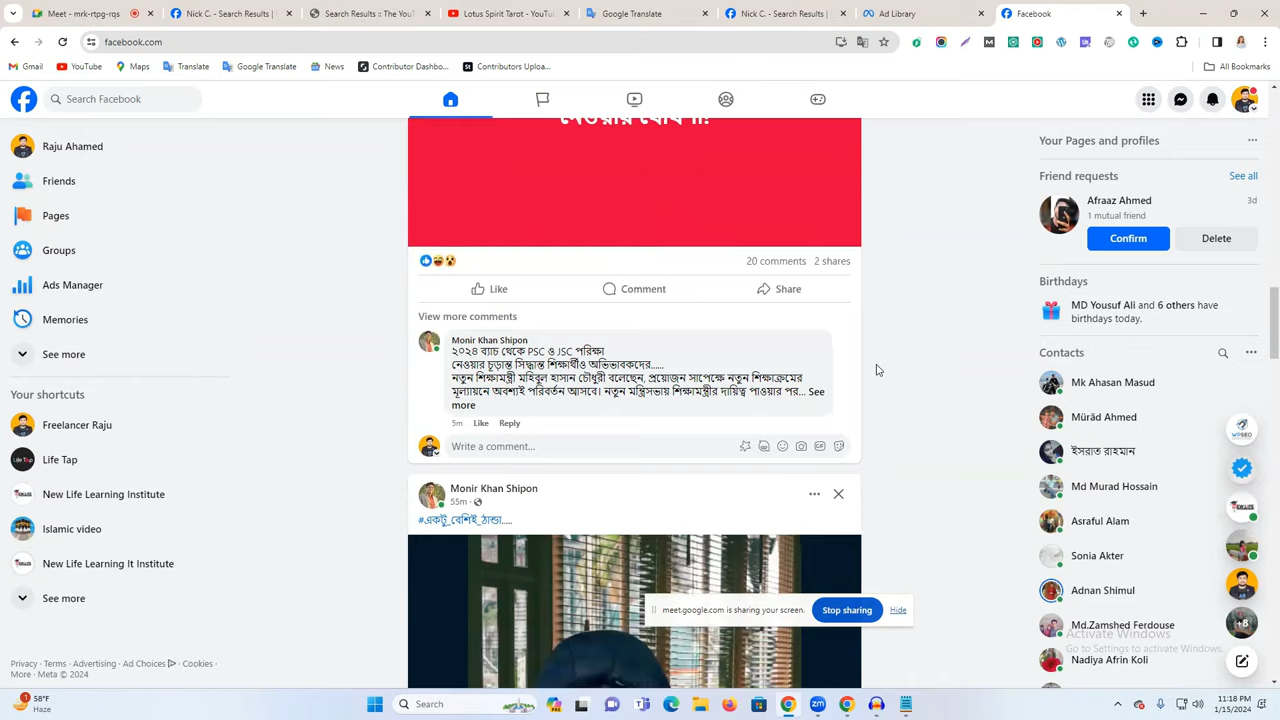 Meet - mk-rpg-rps
Nick C. - Search Results |
Search Results :: The You
Lotus Spirit Tarot - YouTu
Google Translate
Nick C. - Search Results |
Ad Library
Facebook
facebook.com
Gmail
YouTube
Maps
Translate
Google Translate
News
Contributor Dashbo...
Contributors Uploa...
All Bookmarks
Search Facebook
Raju Ahamed
Friends
Pages
Groups
Ads Manager
Memories
See more
Your shortcuts
Freelancer Raju
Life Tap
New Life Learning Institute
Islamic video
New Life Learning It Institute
See more
Privacy · Terms · Advertising · Ad Choices · Cookies ·
More · Meta © 2024
20 comments 2 shares
Like
Comment
Share
View more comments
Monir Khan Shipon
২০২৪ ব্যাচ থেকে PSC ও JSC পরিক্ষা
নেওয়ার চূড়ান্ত সিদ্ধান্ত শিক্ষার্থীও অভিভাবকদের......
নতুন শিক্ষামন্ত্রী মহিবুল হাসান চৌধুরী বলেছেন, প্রয়োজন সাপেক্ষে নতুন শিক্ষাক্রমের
মূল্যায়নে অবশ্যই পরিবর্তন আসবে। নতুন মন্ত্রিসভায় শিক্ষামন্ত্রীর দায়িত্ব পাওয়ার পর... See
more
5m Like Reply
Write a comment...
Monir Khan Shipon
55m ·
#একটু_বেশিই_ঠান্ডা.....
meet.google.com is sharing your screen.
Stop sharing
Hide
Your Pages and profiles
Friend requests
See all
Afraaz Ahmed
3d
1 mutual friend
Confirm
Delete
Birthdays
MD Yousuf Ali and 6 others have
birthdays today.
Contacts
Mk Ahasan Masud
Mürãd Ahmed
ইসরাত রাহমান
Md Murad Hossain
Asraful Alam
Sonia Akter
Adnan Shimul
Md.Zamshed Ferdouse
Nadiya Afrin Koli
WPSEO
+8
Activate Windows
Go to Settings to activate Windows.
1
58°F
Haze
Search
11:18 PM
1/15/2024